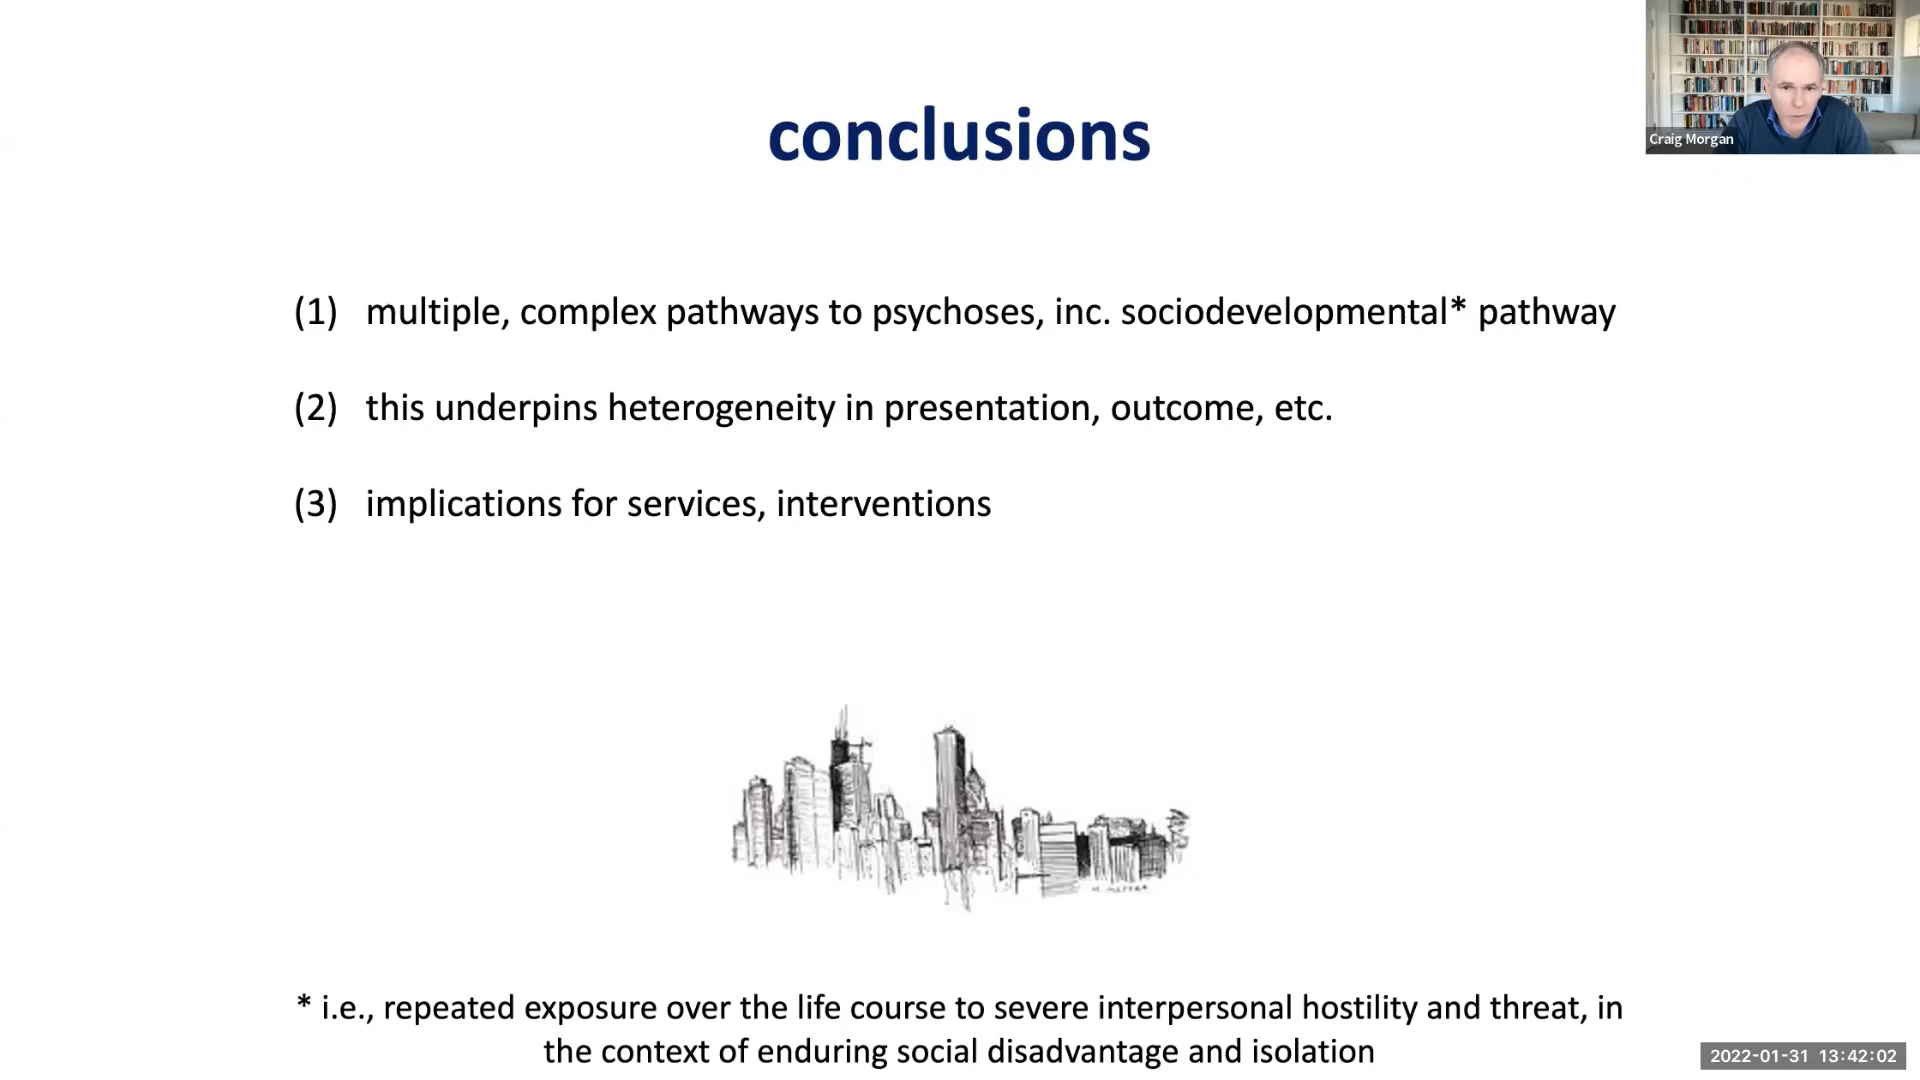 conclusions
Craig Morgan
(1) multiple, complex pathways to psychoses, inc. sociodevelopmental* pathway
(2) this underpins heterogeneity in presentation, outcome, etc.
(3) implications for services, interventions
* i.e., repeated exposure over the life course to severe interpersonal hostility and threat, in
the context of enduring social disadvantage and isolation
2022-01-31 13:42:02